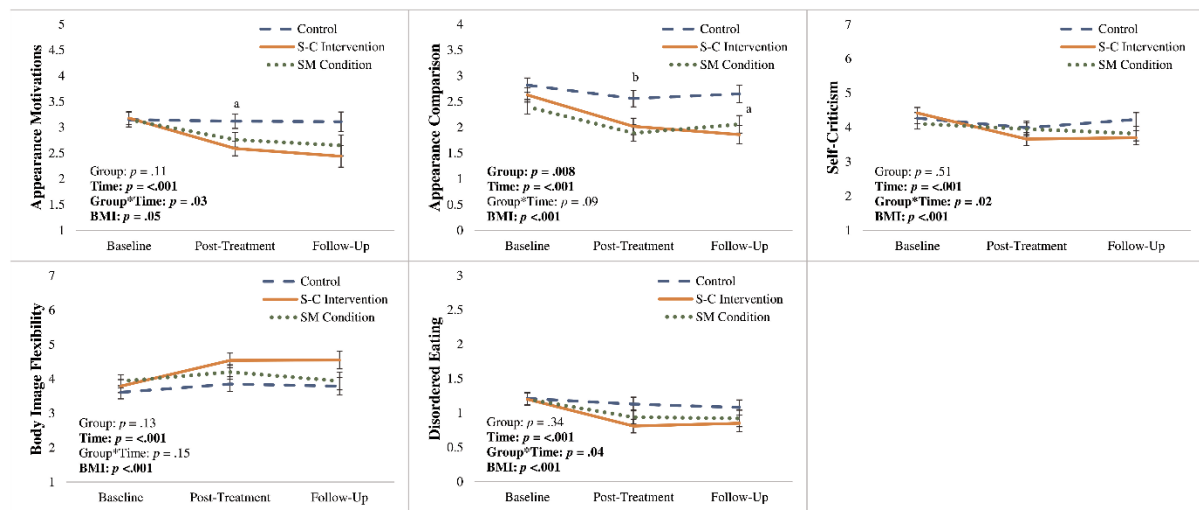 Appearance Motivations
5
4.5
4
3.5
3
2.5
2
1.5
1
Control
S-C Intervention
SM Condition
a
Group: p = .11
Time: p = <.001
Group*Time: p = .03
BMI: p = .05
Baseline Post-Treatment Follow-Up
Appearance Comparison
4
3.5
3
2.5
2
1.5
1
0.5
0
Control
S-C Intervention
SM Condition
b
a
Group: p = .008
Time: p = <.001
Group*Time: p = .09
BMI: p <.001
Baseline Post-Treatment Follow-Up
Self-Criticism
7
6
5
4
3
2
1
Control
S-C Intervention
SM Condition
Group: p = .51
Time: p = <.001
Group*Time: p = .02
BMI: p <.001
Baseline Post-Treatment Follow-Up
Body Image Flexibility
7
6
5
4
3
2
1
Control
S-C Intervention
SM Condition
Group: p = .13
Time: p = <.001
Group*Time: p = .15
BMI: p <.001
Baseline Post-Treatment Follow-Up
Disordered Eating
3
2.5
2
1.5
1
0.5
0
Control
S-C Intervention
SM Condition
Group: p = .34
Time: p = <.001
Group*Time: p = .04
BMI: p <.001
Baseline Post-Treatment Follow-Up